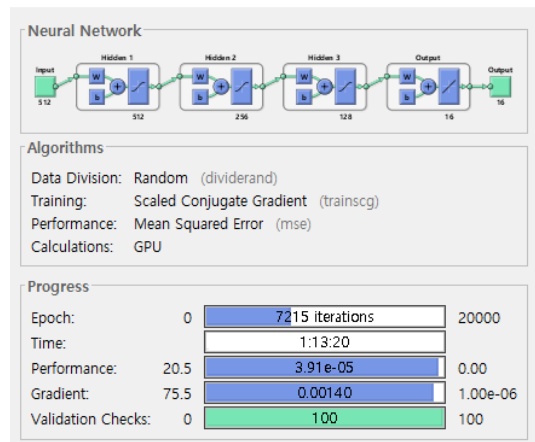 Neural Network
Hidden 1 Hidden 2 Hidden 3 Output
Input Output
W W W W
+ + + +
b b b b
512 512 256 128 16 16
Algorithms
Data Division: Random (dividerand)
Training: Scaled Conjugate Gradient (trainscg)
Performance: Mean Squared Error (mse)
Calculations: GPU
Progress
Epoch: 0 7215 iterations 20000
Time: 1:13:20
Performance: 20.5 3.91e-05 0.00
Gradient: 75.5 0.00140 1.00e-06
Validation Checks: 0 100 100